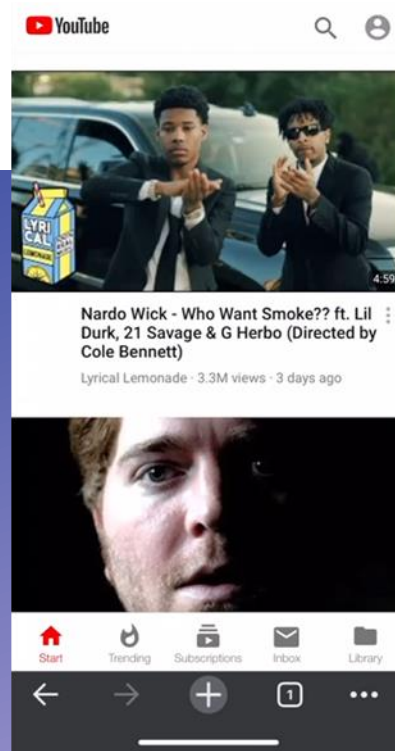 YouTube
LYRI
CAL
LEMONADE
4:59
Nardo Wick - Who Want Smoke?? ft. Lil
Durk, 21 Savage & G Herbo (Directed by
Cole Bennett)
Lyrical Lemonade · 3.3M views · 3 days ago
Start
Trending
Subscriptions
Inbox
Library
1